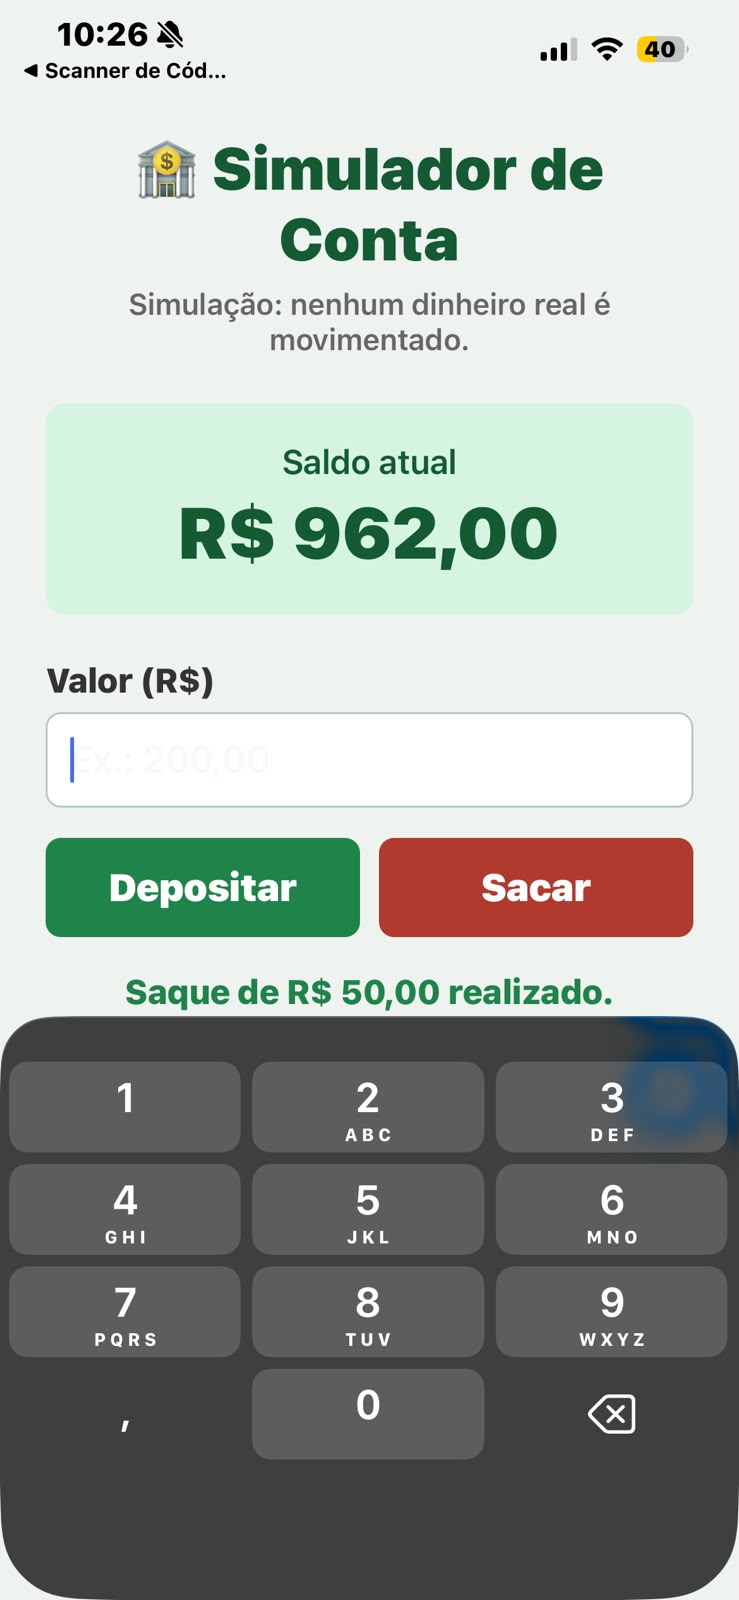 10:26
40
◀ Scanner de Cód...
🏦 Simulador de
Conta
Simulação: nenhum dinheiro real é
movimentado.
Saldo atual
R$ 962,00
Valor (R$)
Ex.: 200,00
Depositar Sacar
Saque de R$ 50,00 realizado.
1 2 3
ABC DEF
4 5 6
GHI JKL MNO
7 8 9
PQRS TUV WXYZ
, 0